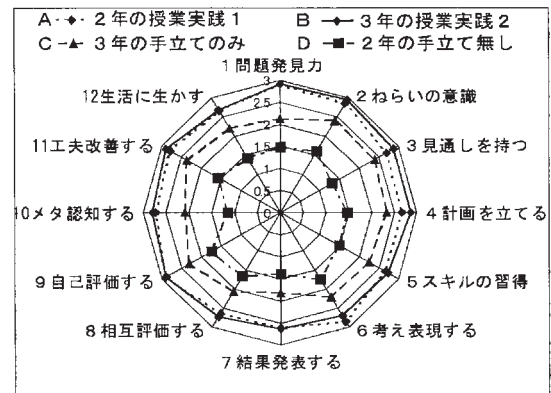 A ２年の授業実践１ B ３年の授業実践２
C ３年の手立てのみ D ２年の手立て無し
１問題発見力
12生活に生かす
２ねらいの意識
11工夫改善する
３見通しを持つ
10メタ認知する
４計画を立てる
９自己評価する
５スキルの習得
８相互評価する
６考え表現する
７結果発表する
3
2.5
2
1.5
1
0.5
0